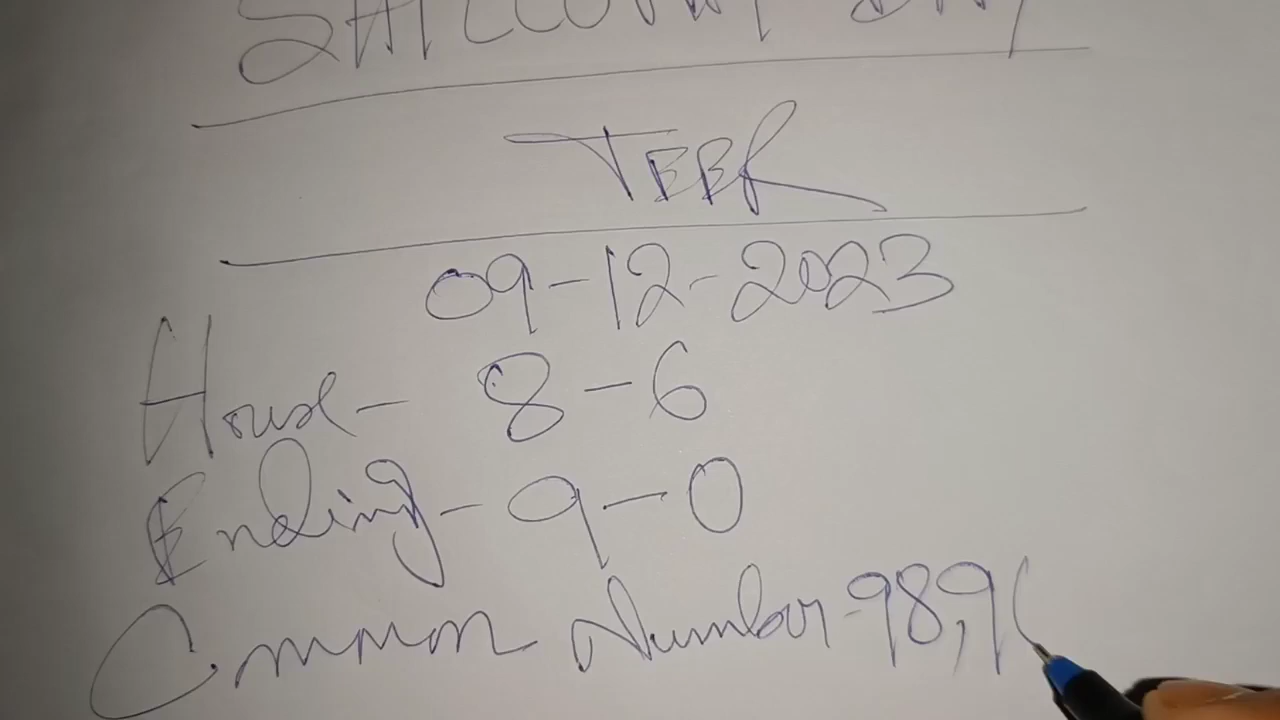 TEER
09-12-2023
House - 8 - 6
Ending - 9 - 0
Common Number - 98, 9